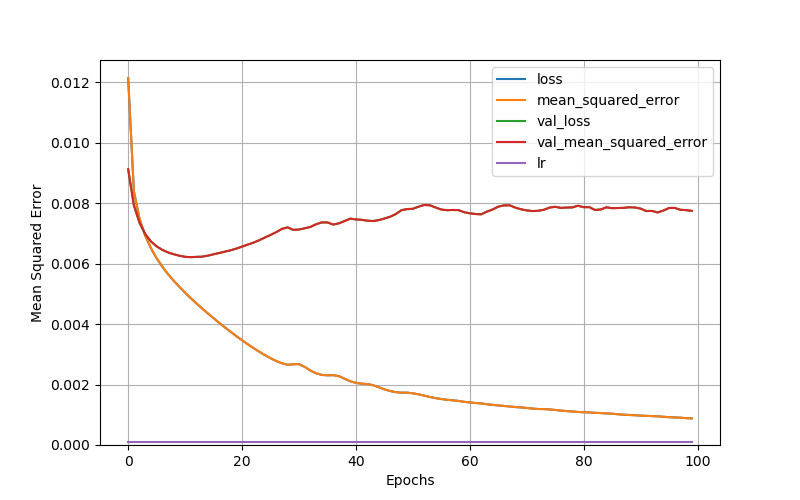 0.012
0.010
0.008
0.006
0.004
0.002
0.000
Mean Squared Error
loss
mean_squared_error
val_loss
val_mean_squared_error
lr
0 20 40 60 80 100
Epochs